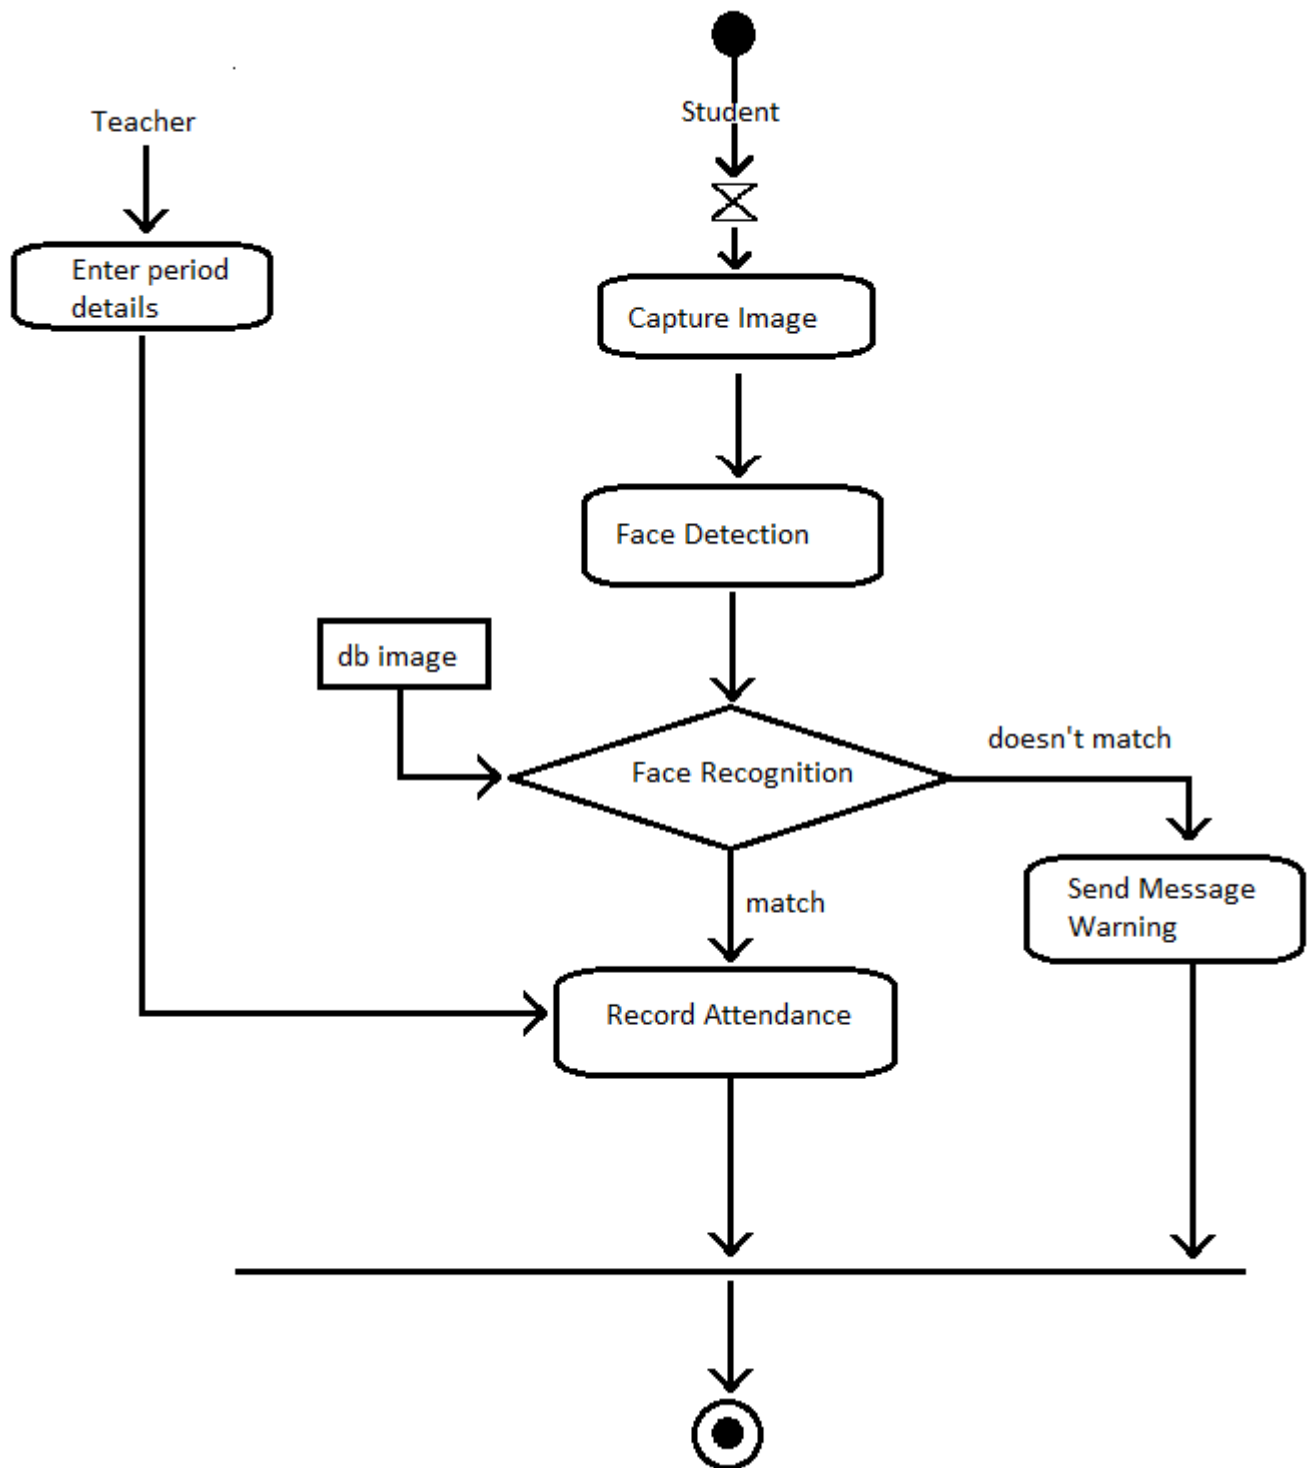 Student
Teacher
Enter period
details
Capture Image
Face Detection
db image
Face Recognition
doesn't match
match
Send Message
Warning
Record Attendance